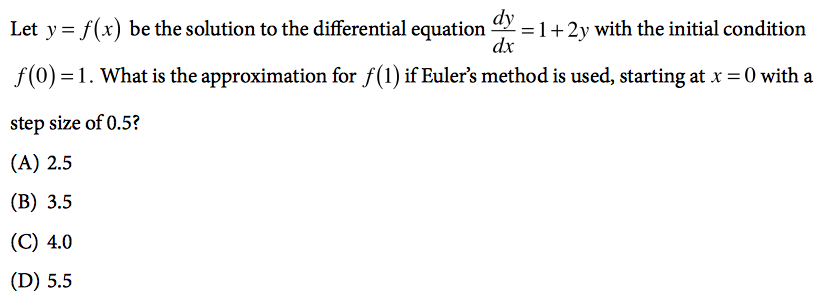 Let y = f(x) be the solution to the differential equation dy/dx = 1 + 2y with the initial condition
f(0) = 1. What is the approximation for f(1) if Euler's method is used, starting at x = 0 with a
step size of 0.5?
(A) 2.5
(B) 3.5
(C) 4.0
(D) 5.5